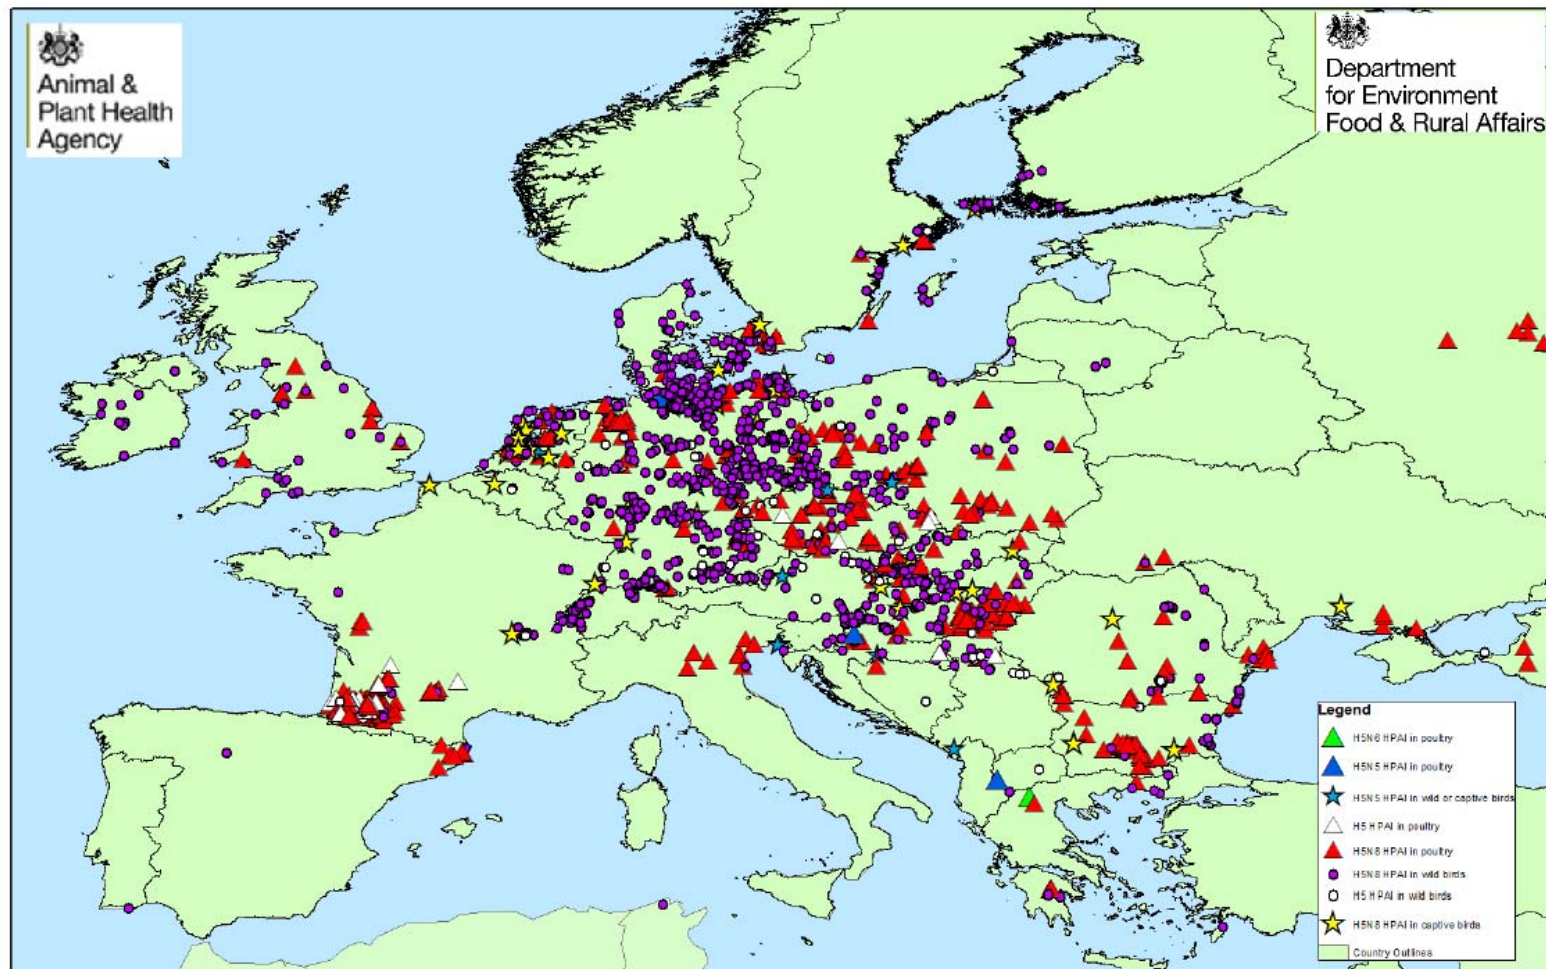 Animal &
Plant Health
Agency
Department
for Environment
Food & Rural Affairs
Legend
H5N6 HPAI in poultry
H5N5 HPAI in poultry
H5N5 HPAI in wild or captive birds
H5 HPAI in poultry
H5N8 HPAI in poultry
H5N8 HPAI in wild birds
H5 HPAI in wild birds
H5N8 HPAI in captive birds
Country Outlines